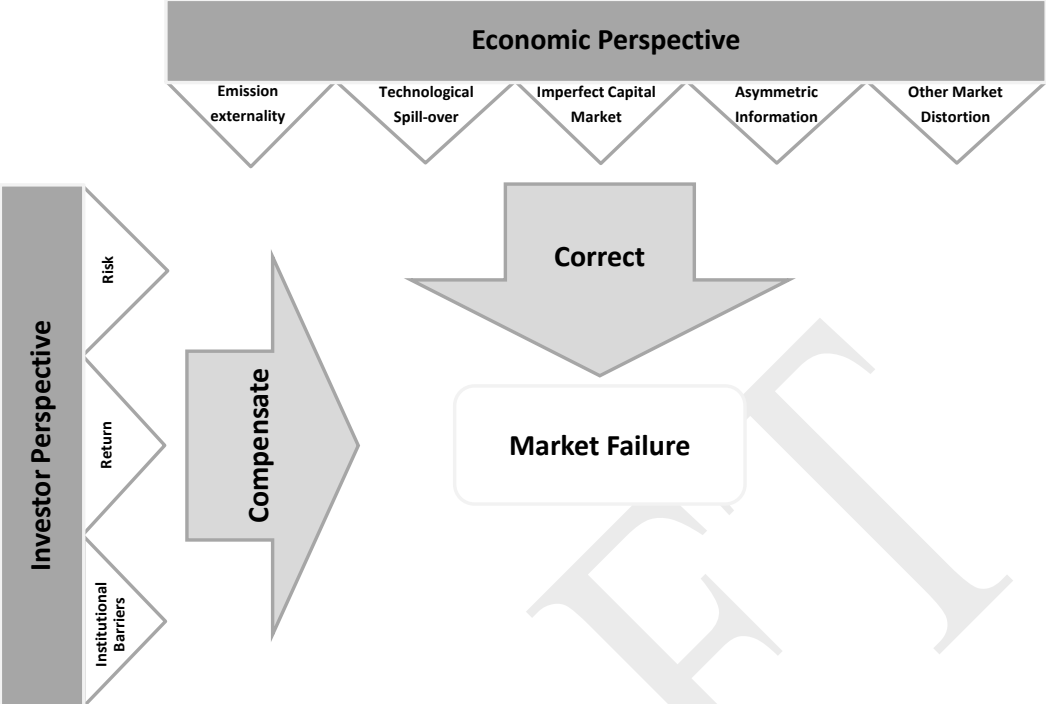 Economic Perspective
Emission
externality
Technological
Spill-over
Imperfect Capital
Market
Asymmetric
Information
Other Market
Distortion
Investor Perspective
Risk
Return
Institutional
Barriers
Compensate
Correct
Market Failure
FT